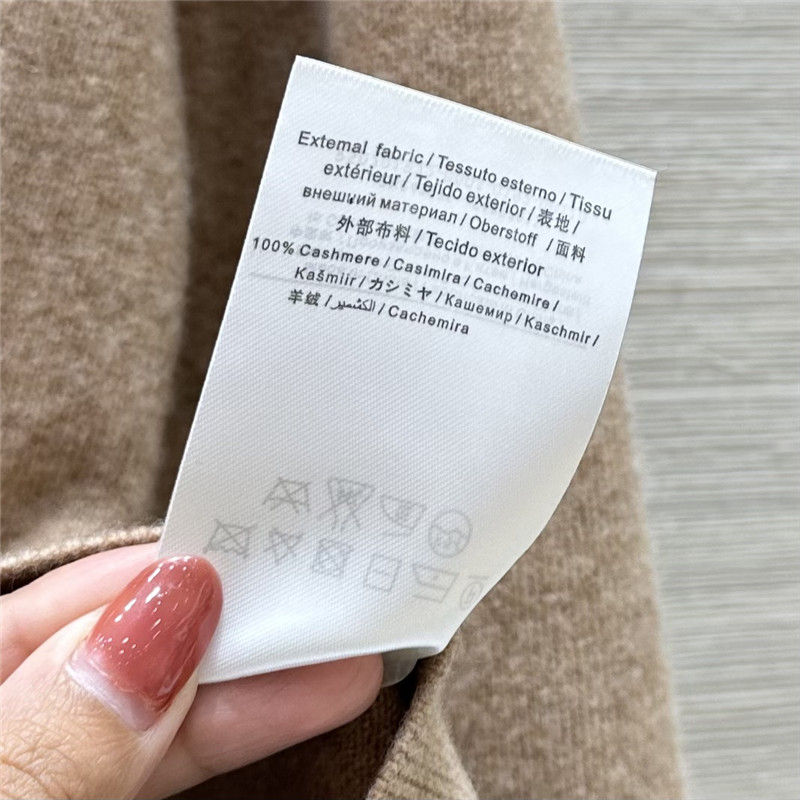 Extemal fabric / Tessuto esterno / Tissu
extérieur / Tejido exterior / 表地 /
внешший материал / Oberstoff / 面料
外部布料 / Tecido exterior
100% Cashmere / Casimira / Cachemire /
Kašmiir / カシミヤ / Кашемир / Kaschmir /
羊绒 / الكشمير / Cachemira